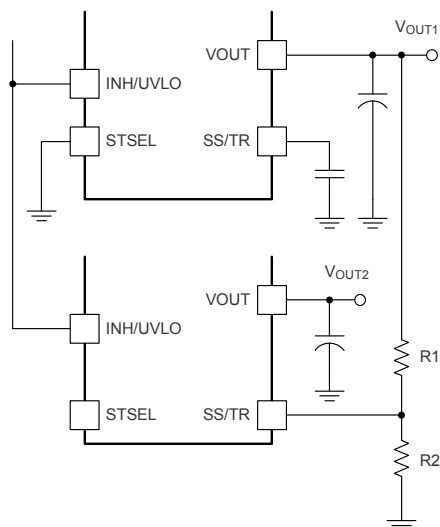 VOUT
VOUT1
INH/UVLO
STSEL
SS/TR
VOUT
VOUT2
INH/UVLO
R1
STSEL
SS/TR
R2